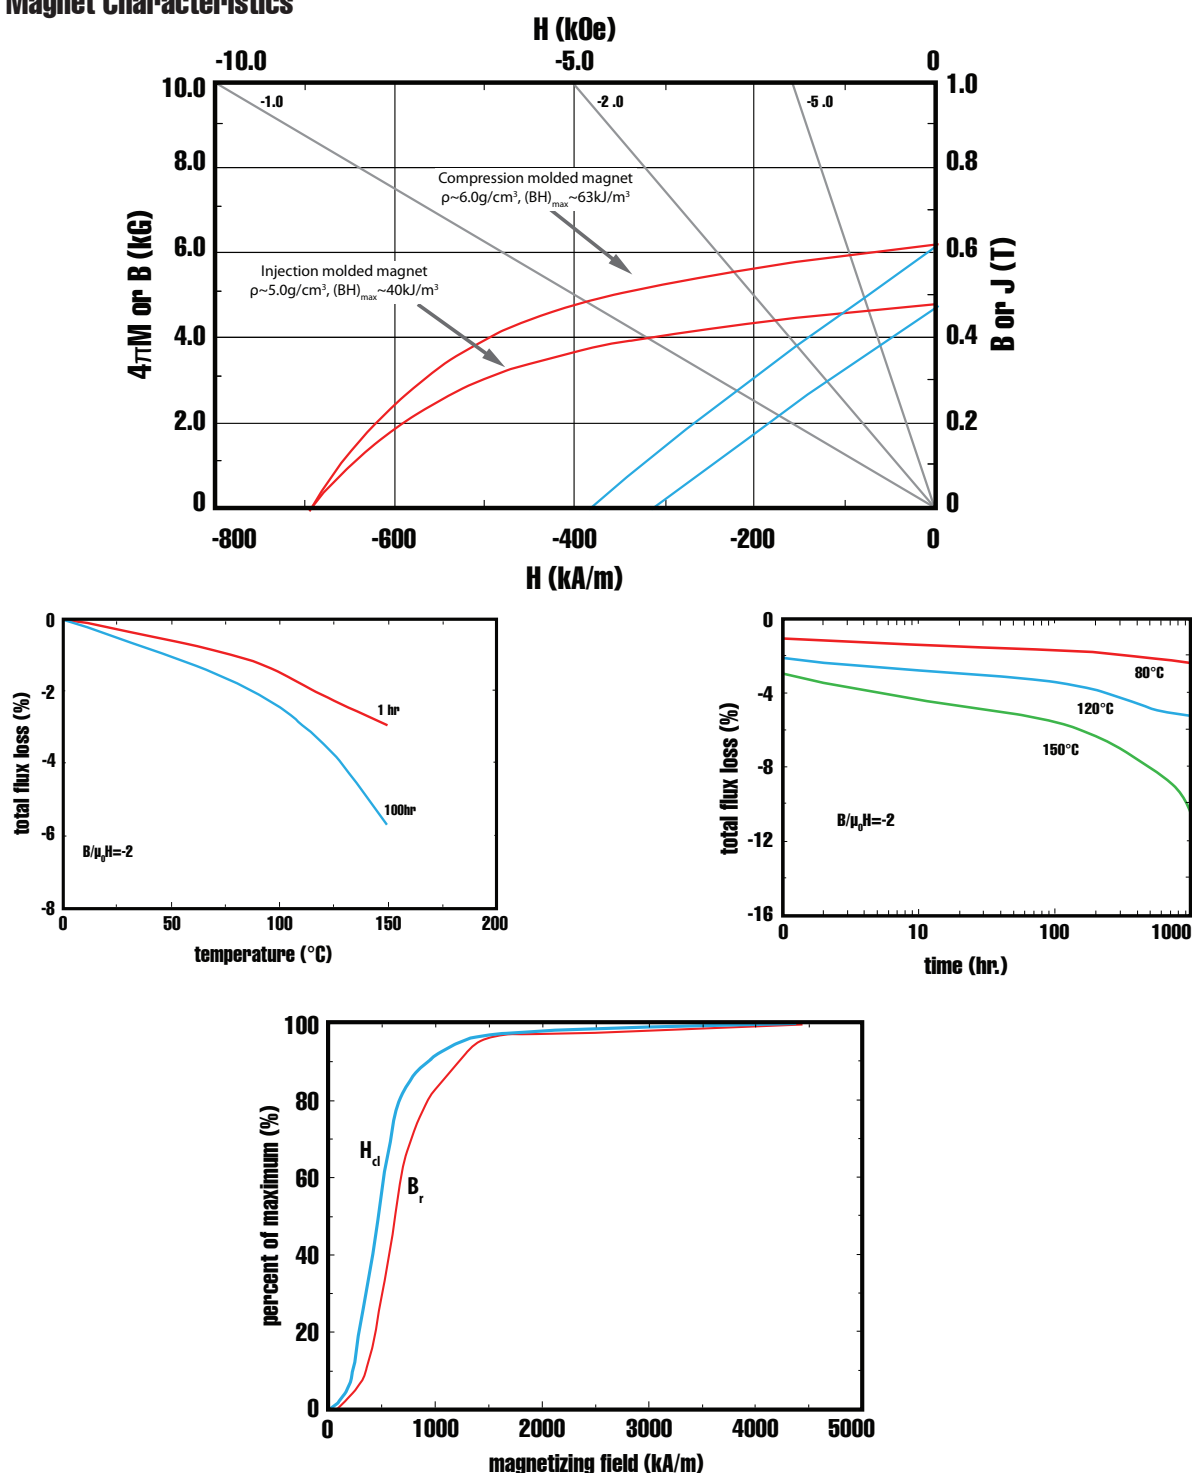 Magnet Characteristics
H (kOe)
-10.0 -5.0 0
10.0 -1.0 -2 .0 -5 .0 1.0
8.0 0.8
Compression molded magnet
ρ~6.0g/cm³, (BH)max~63kJ/m³
6.0 0.6
Injection molded magnet
ρ~5.0g/cm³, (BH)max~40kJ/m³
4πM or B (kG)
B or J (T)
4.0 0.4
2.0 0.2
0 0
-800 -600 -400 -200 0
H (kA/m)
0
-2
-4
-6
-8
total flux loss (%)
1 hr
100hr
B/μ₀H=-2
0 50 100 150 200
temperature (°C)
0
-4
-8
-12
-16
total flux loss (%)
80°C
120°C
150°C
B/μ₀H=-2
0 10 100 1000
time (hr.)
100
80
60
40
20
0
percent of maximum (%)
HcI
Br
0 1000 2000 3000 4000 5000
magnetizing field (kA/m)